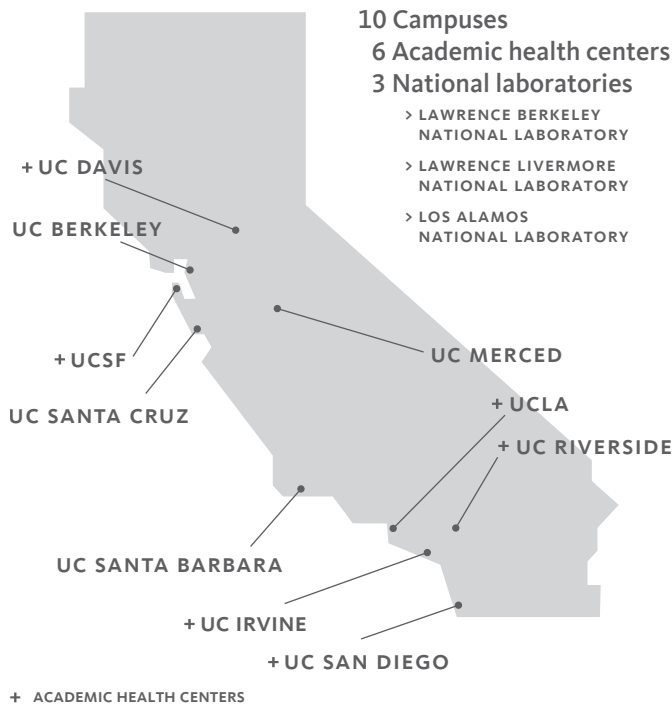 10 Campuses
6 Academic health centers
3 National laboratories
> LAWRENCE BERKELEY
NATIONAL LABORATORY
> LAWRENCE LIVERMORE
NATIONAL LABORATORY
> LOS ALAMOS
NATIONAL LABORATORY
+ UC DAVIS
UC BERKELEY
+ UCSF
UC MERCED
UC SANTA CRUZ
+ UCLA
+ UC RIVERSIDE
UC SANTA BARBARA
+ UC IRVINE
+ UC SAN DIEGO
+ ACADEMIC HEALTH CENTERS